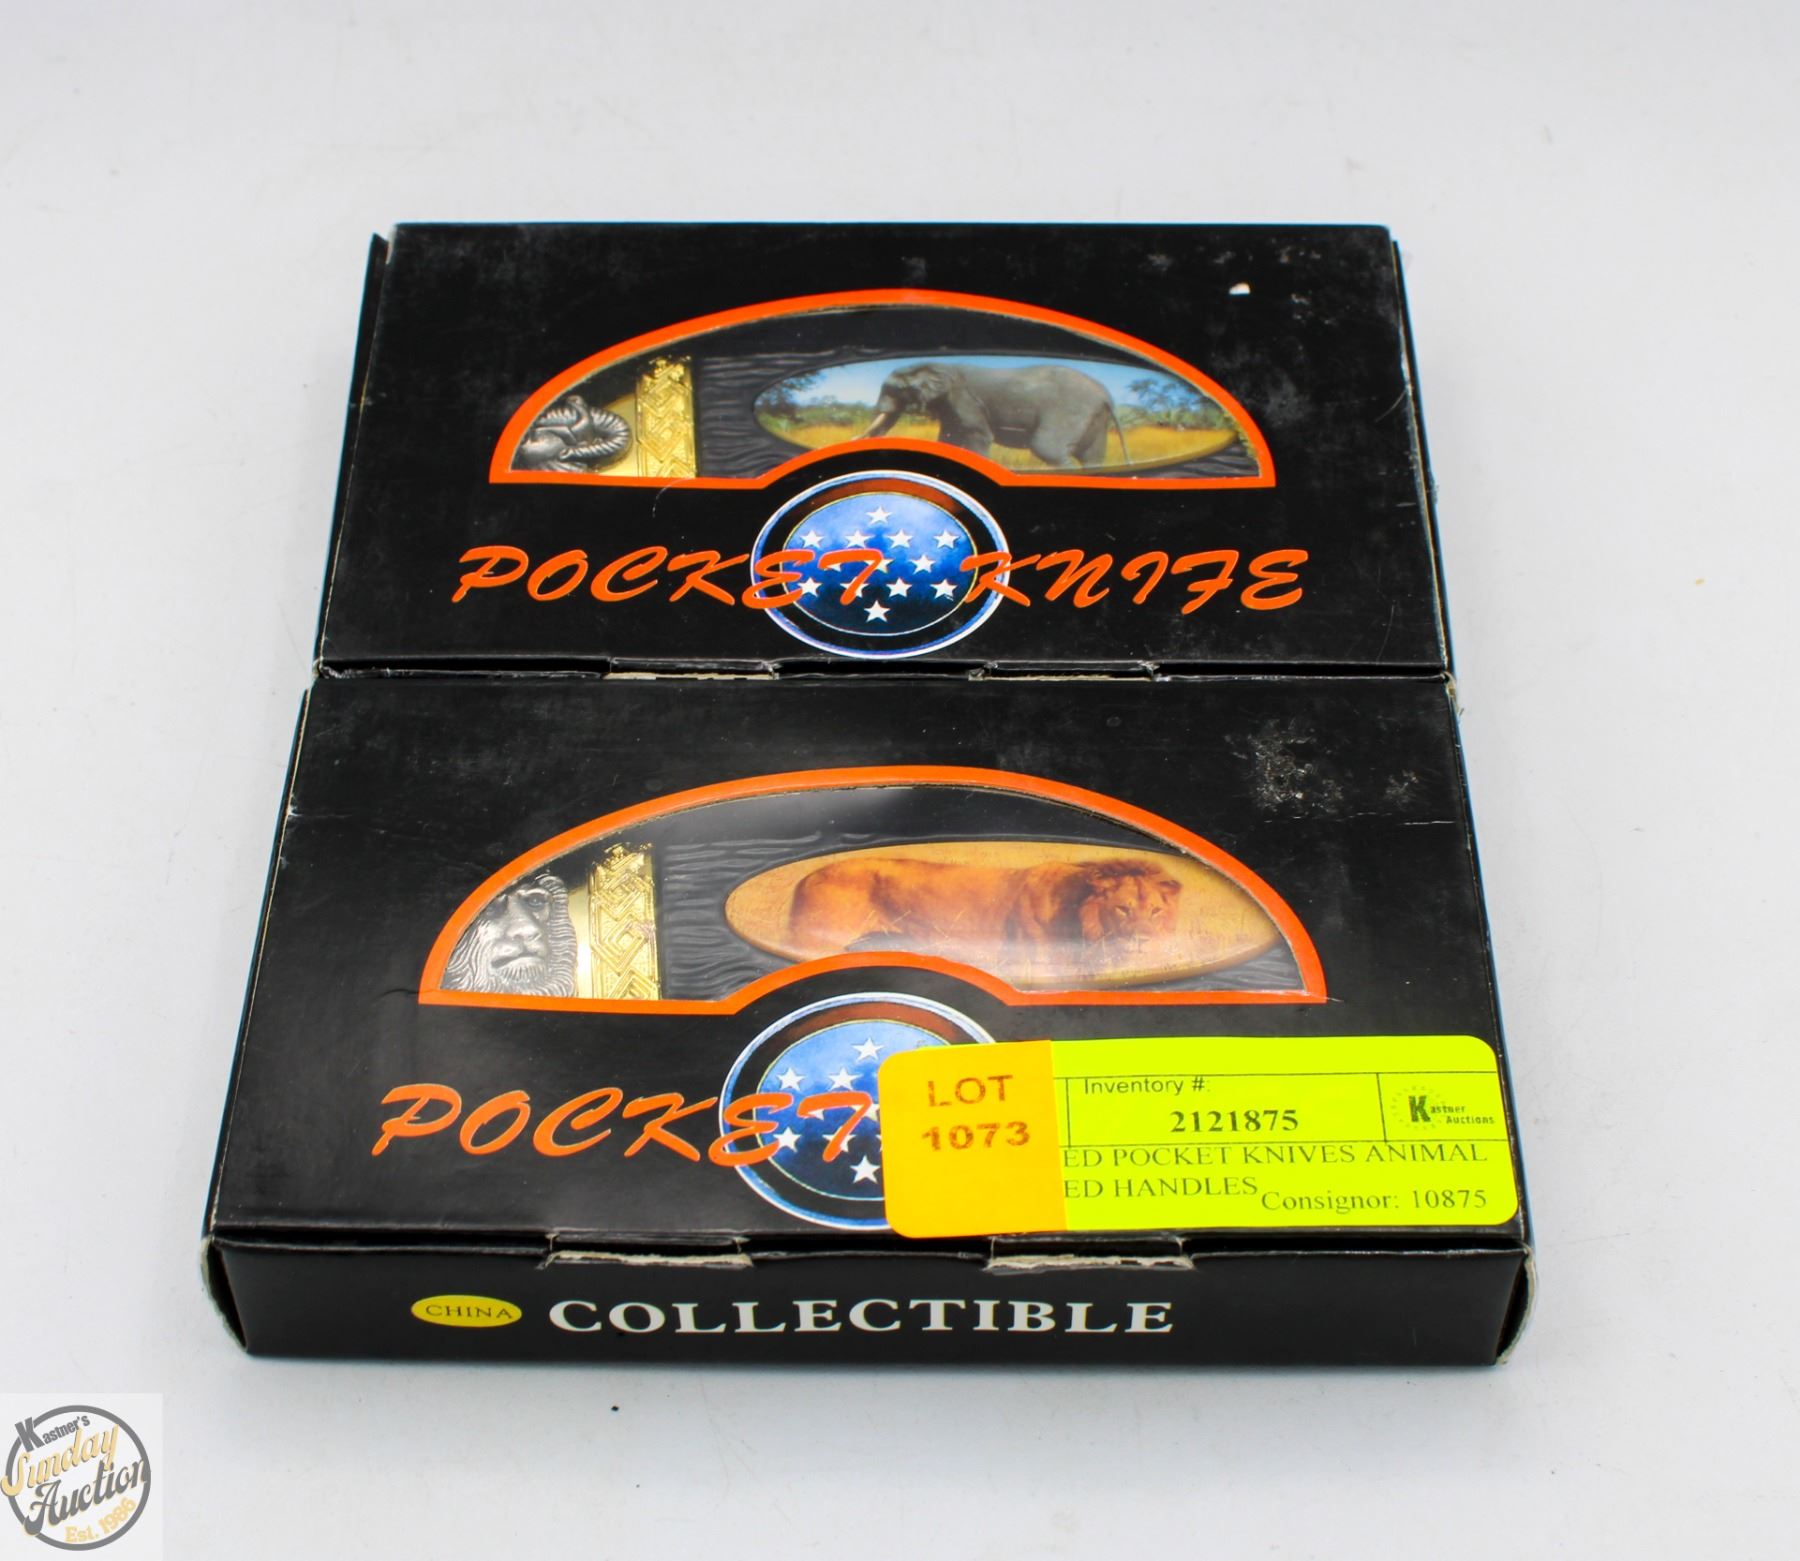 POCKET KNIFE
POCKET
LOT
1073
Inventory #:
2121875
Kastner
Auctions
ED POCKET KNIVES ANIMAL
ED HANDLES
Consignor: 10875
CHINA
COLLECTIBLE
Kastner's
Sunday
Auction
Est. 1986